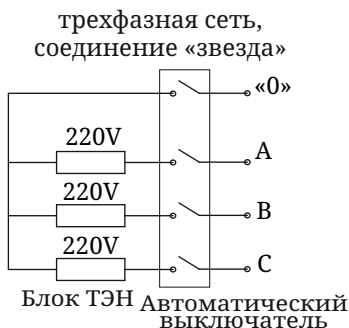 трехфазная сеть,
соединение «звезда»
«0»
220V
A
220V
B
220V
C
Блок ТЭН
Автоматический
выключатель